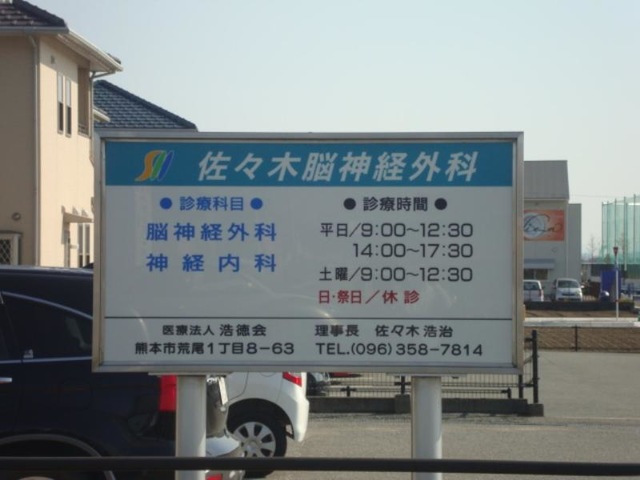 佐々木脳神経外科
●診療科目●
脳神経外科
神経内科
●診療時間●
平日/9:00〜12:30
14:00〜17:30
土曜/9:00〜12:30
日・祭日/休診
医療法人 浩徳会
熊本市荒尾1丁目8-63
理事長 佐々木 浩治
TEL.(096)358-7814